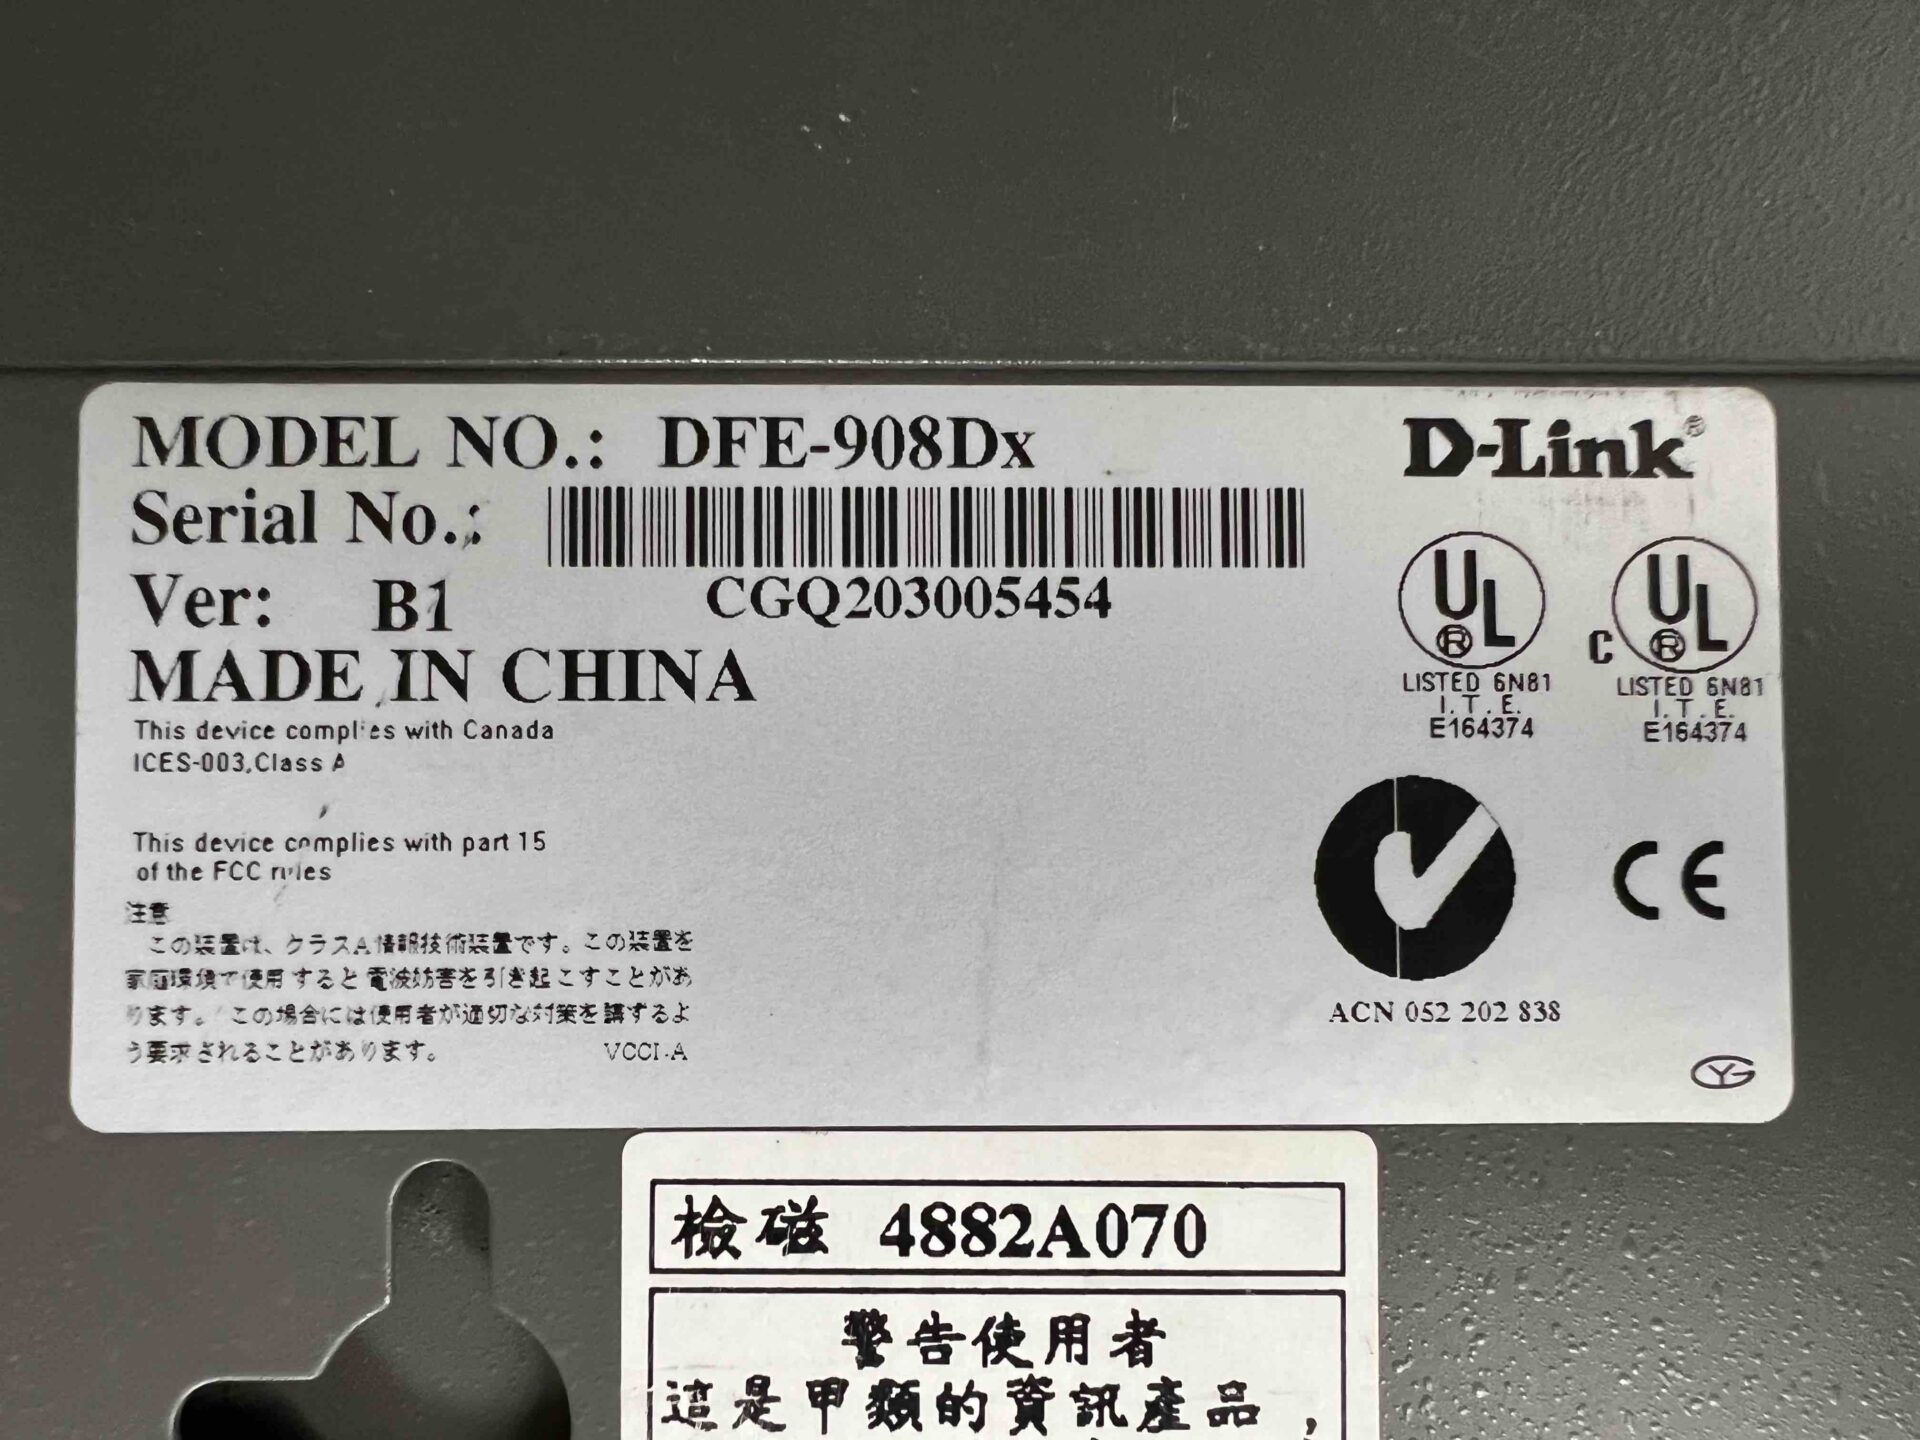 MODEL NO.: DFE-908Dx
D-Link®
Serial No.:
Ver: B1
CGQ203005454
MADE IN CHINA
This device complies with Canada
ICES-003,Class A
This device complies with part 15
of the FCC rules
注意
この装置は、クラスA情報技術装置です。この装置を
家庭環境で使用すると電波妨害を引き起こすことがあ
ります。この場合には使用者が適切な対策を講ずるよ
う要求されることがあります。 VCCI-A
UL ®
LISTED 6N81
I.T.E.
E164374
C UL ®
LISTED 6N81
I.T.E.
E164374
CE
ACN 052 202 838
檢磁 4882A070
警告使用者
這是甲類的資訊產品，